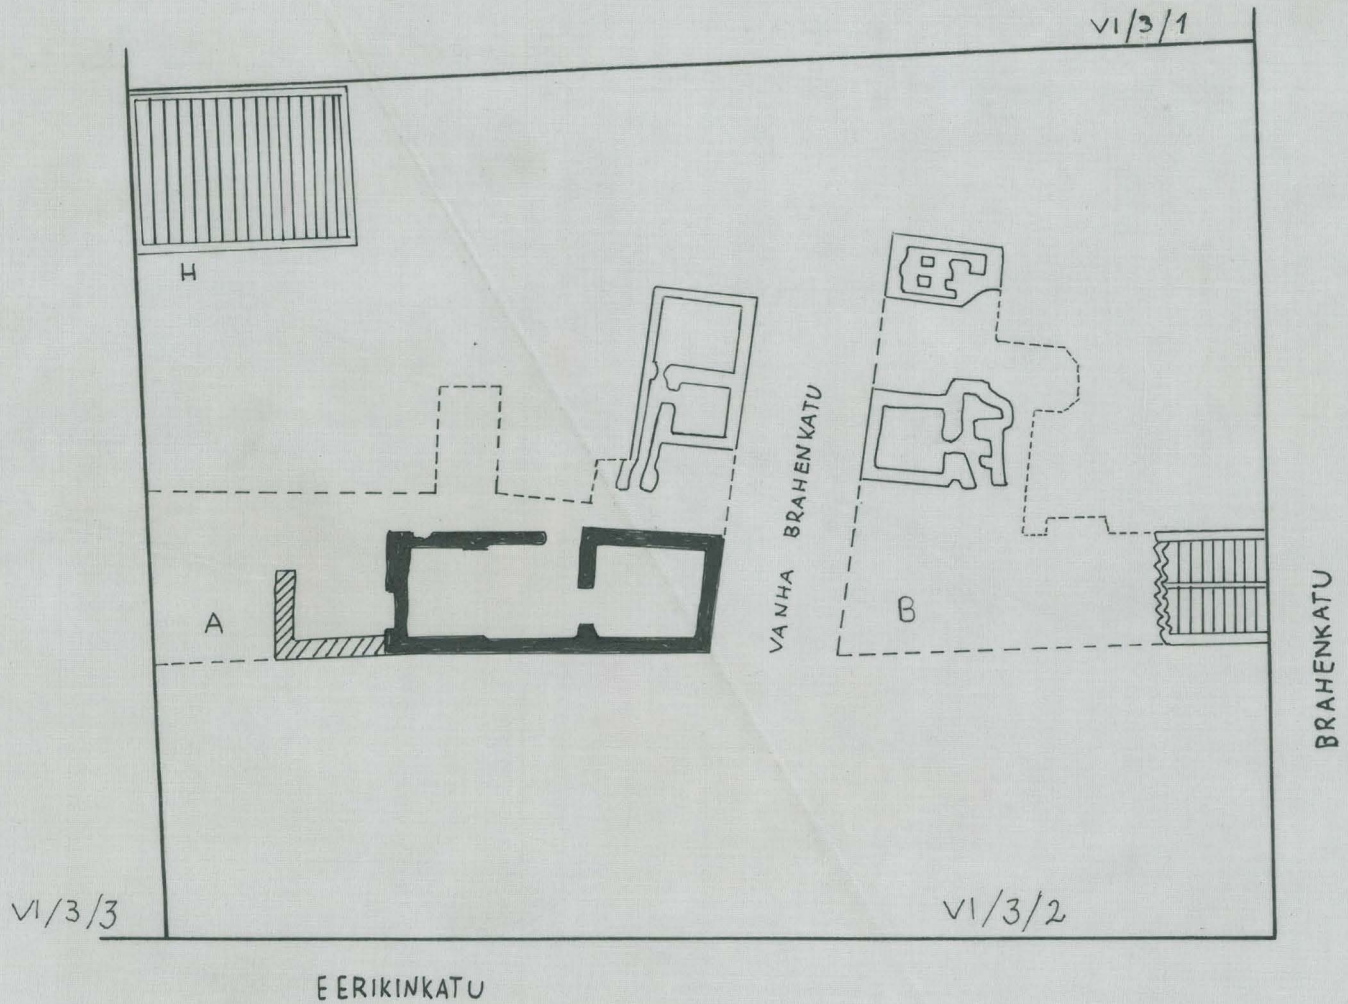 VI/3/1
H
VANHA BRAHENKATU
A
B
BRAHENKATU
VI/3/3
VI/3/2
EERIKINKATU